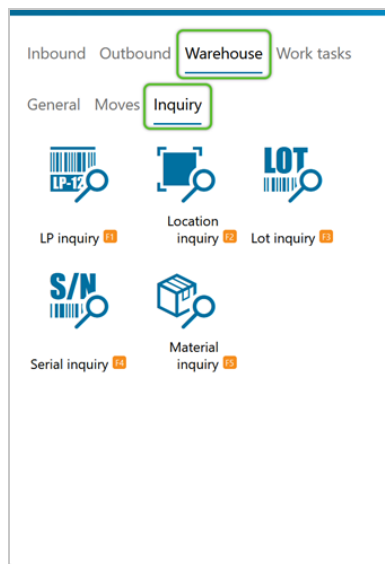 Inbound Outbound Warehouse Work tasks
General Moves Inquiry
LP-12
LOT
LP inquiry F1
Location
inquiry F2
Lot inquiry F3
S/N
Serial inquiry F4
Material
inquiry F5